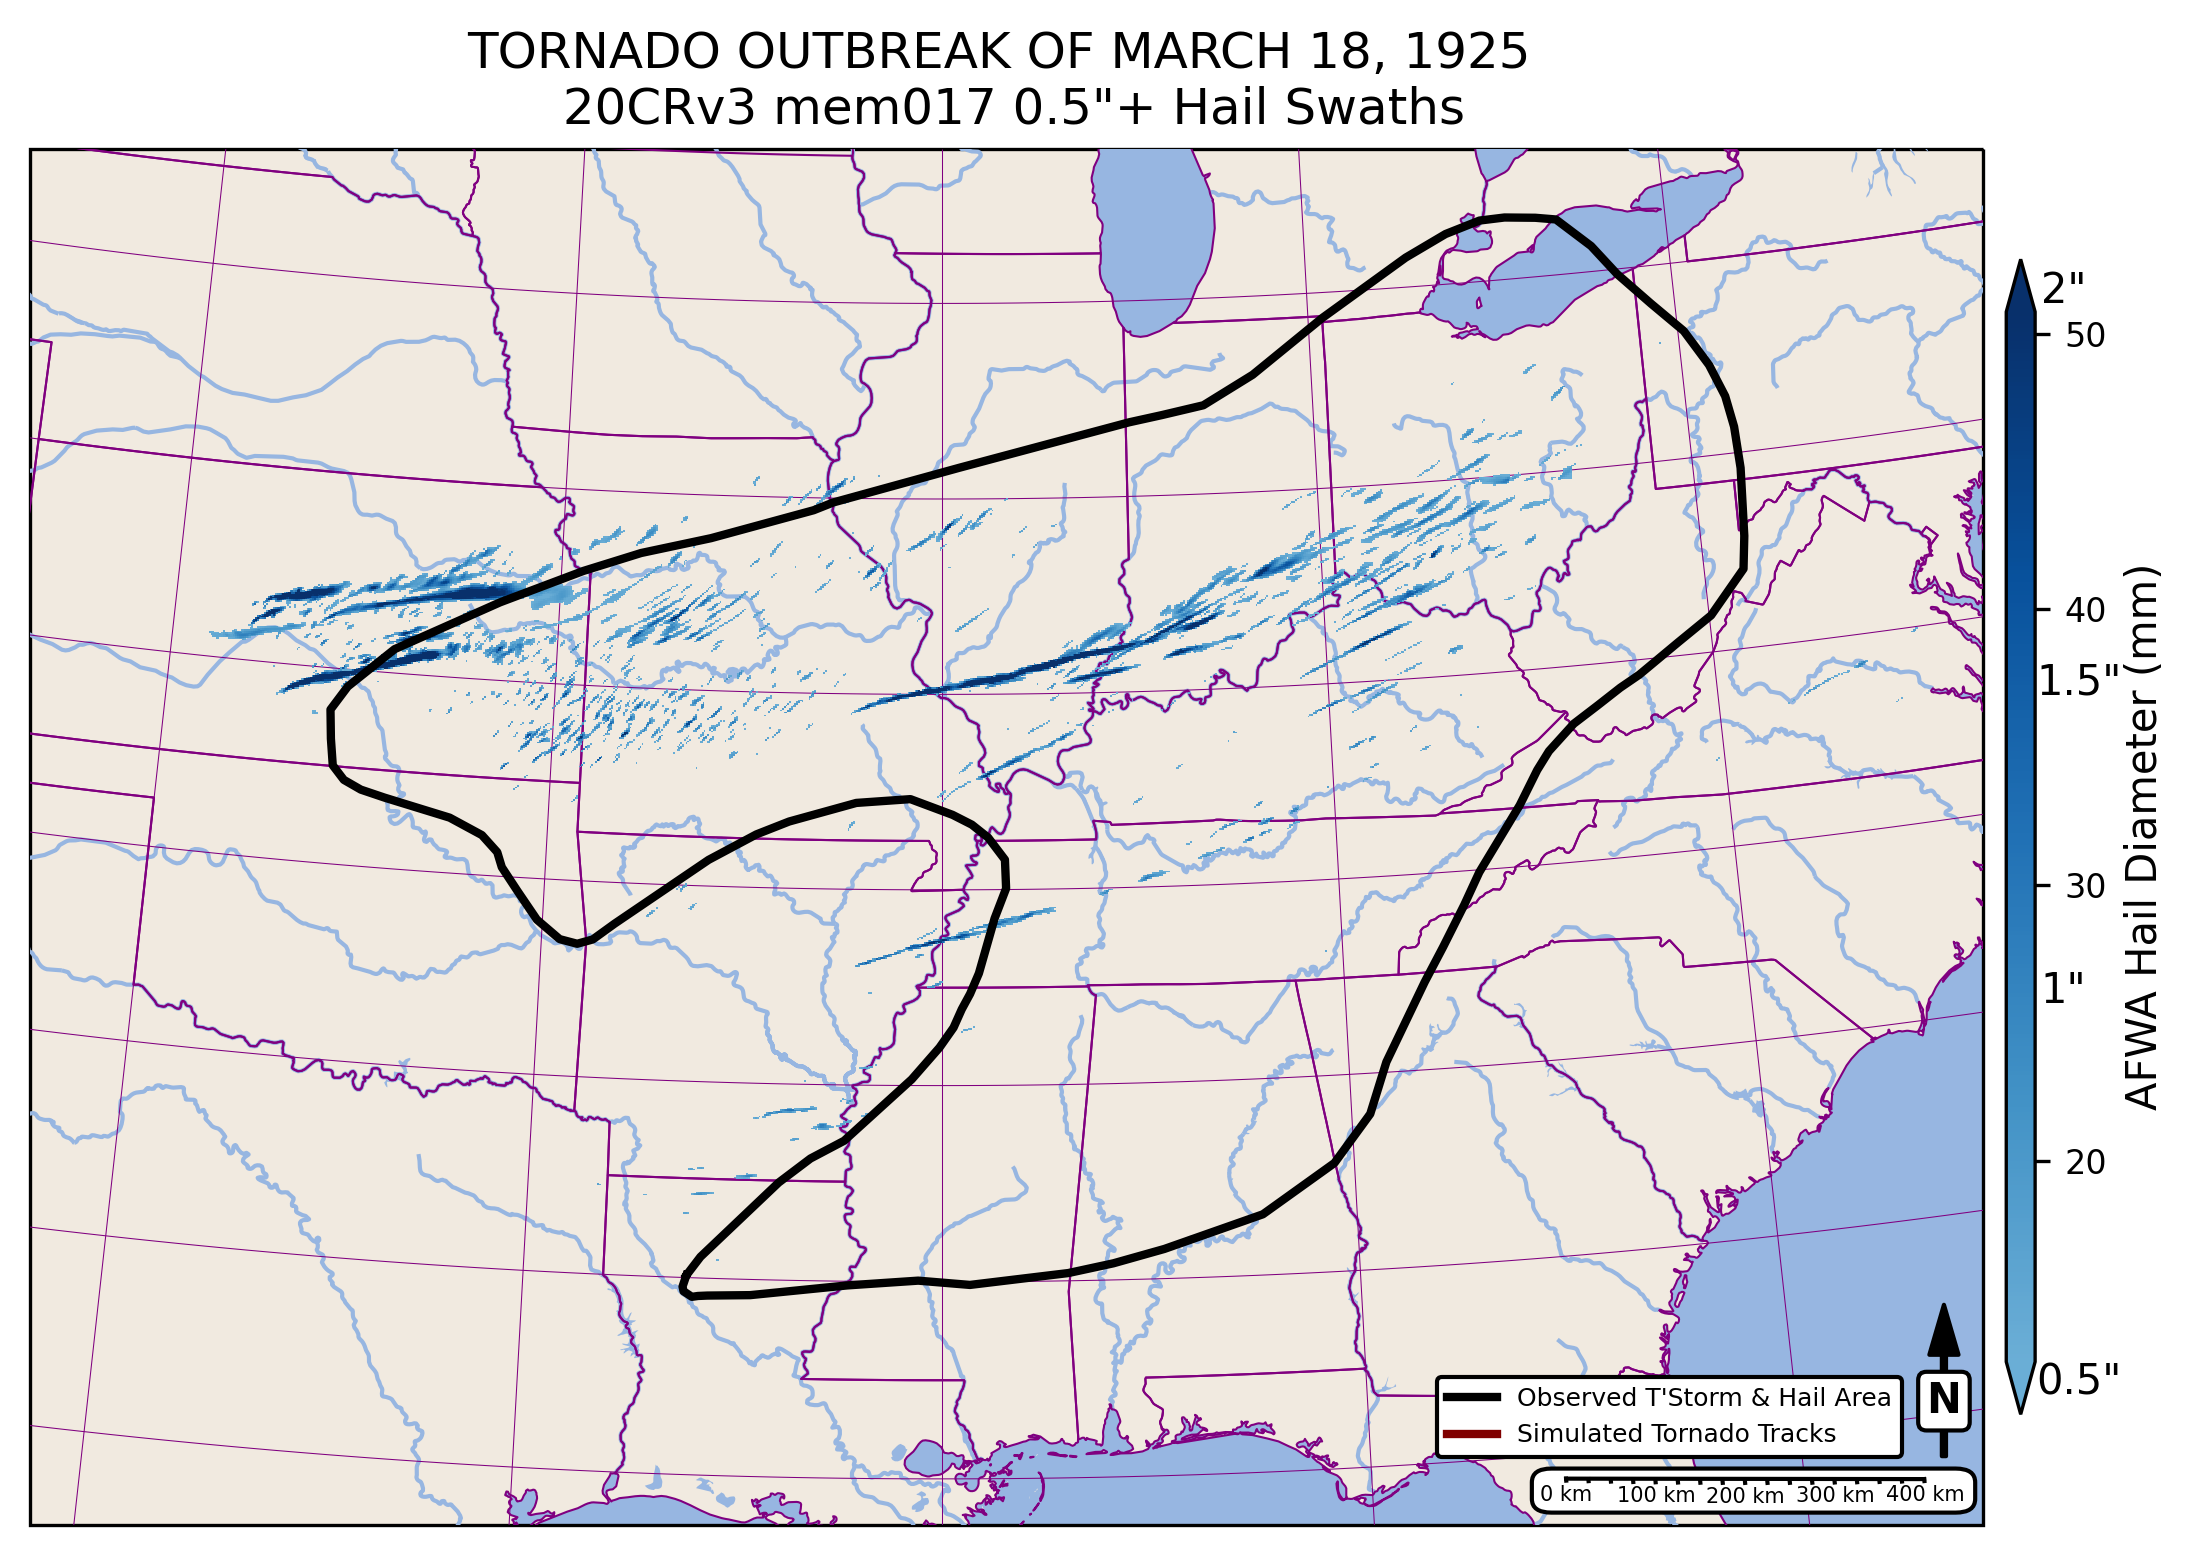 TORNADO OUTBREAK OF MARCH 18, 1925
20CRv3 mem017 0.5"+ Hail Swaths
2"
50
40
1.5"
30
1"
20
0.5"
AFWA Hail Diameter (mm)
Observed T'Storm & Hail Area
Simulated Tornado Tracks
N
0 km 100 km 200 km 300 km 400 km